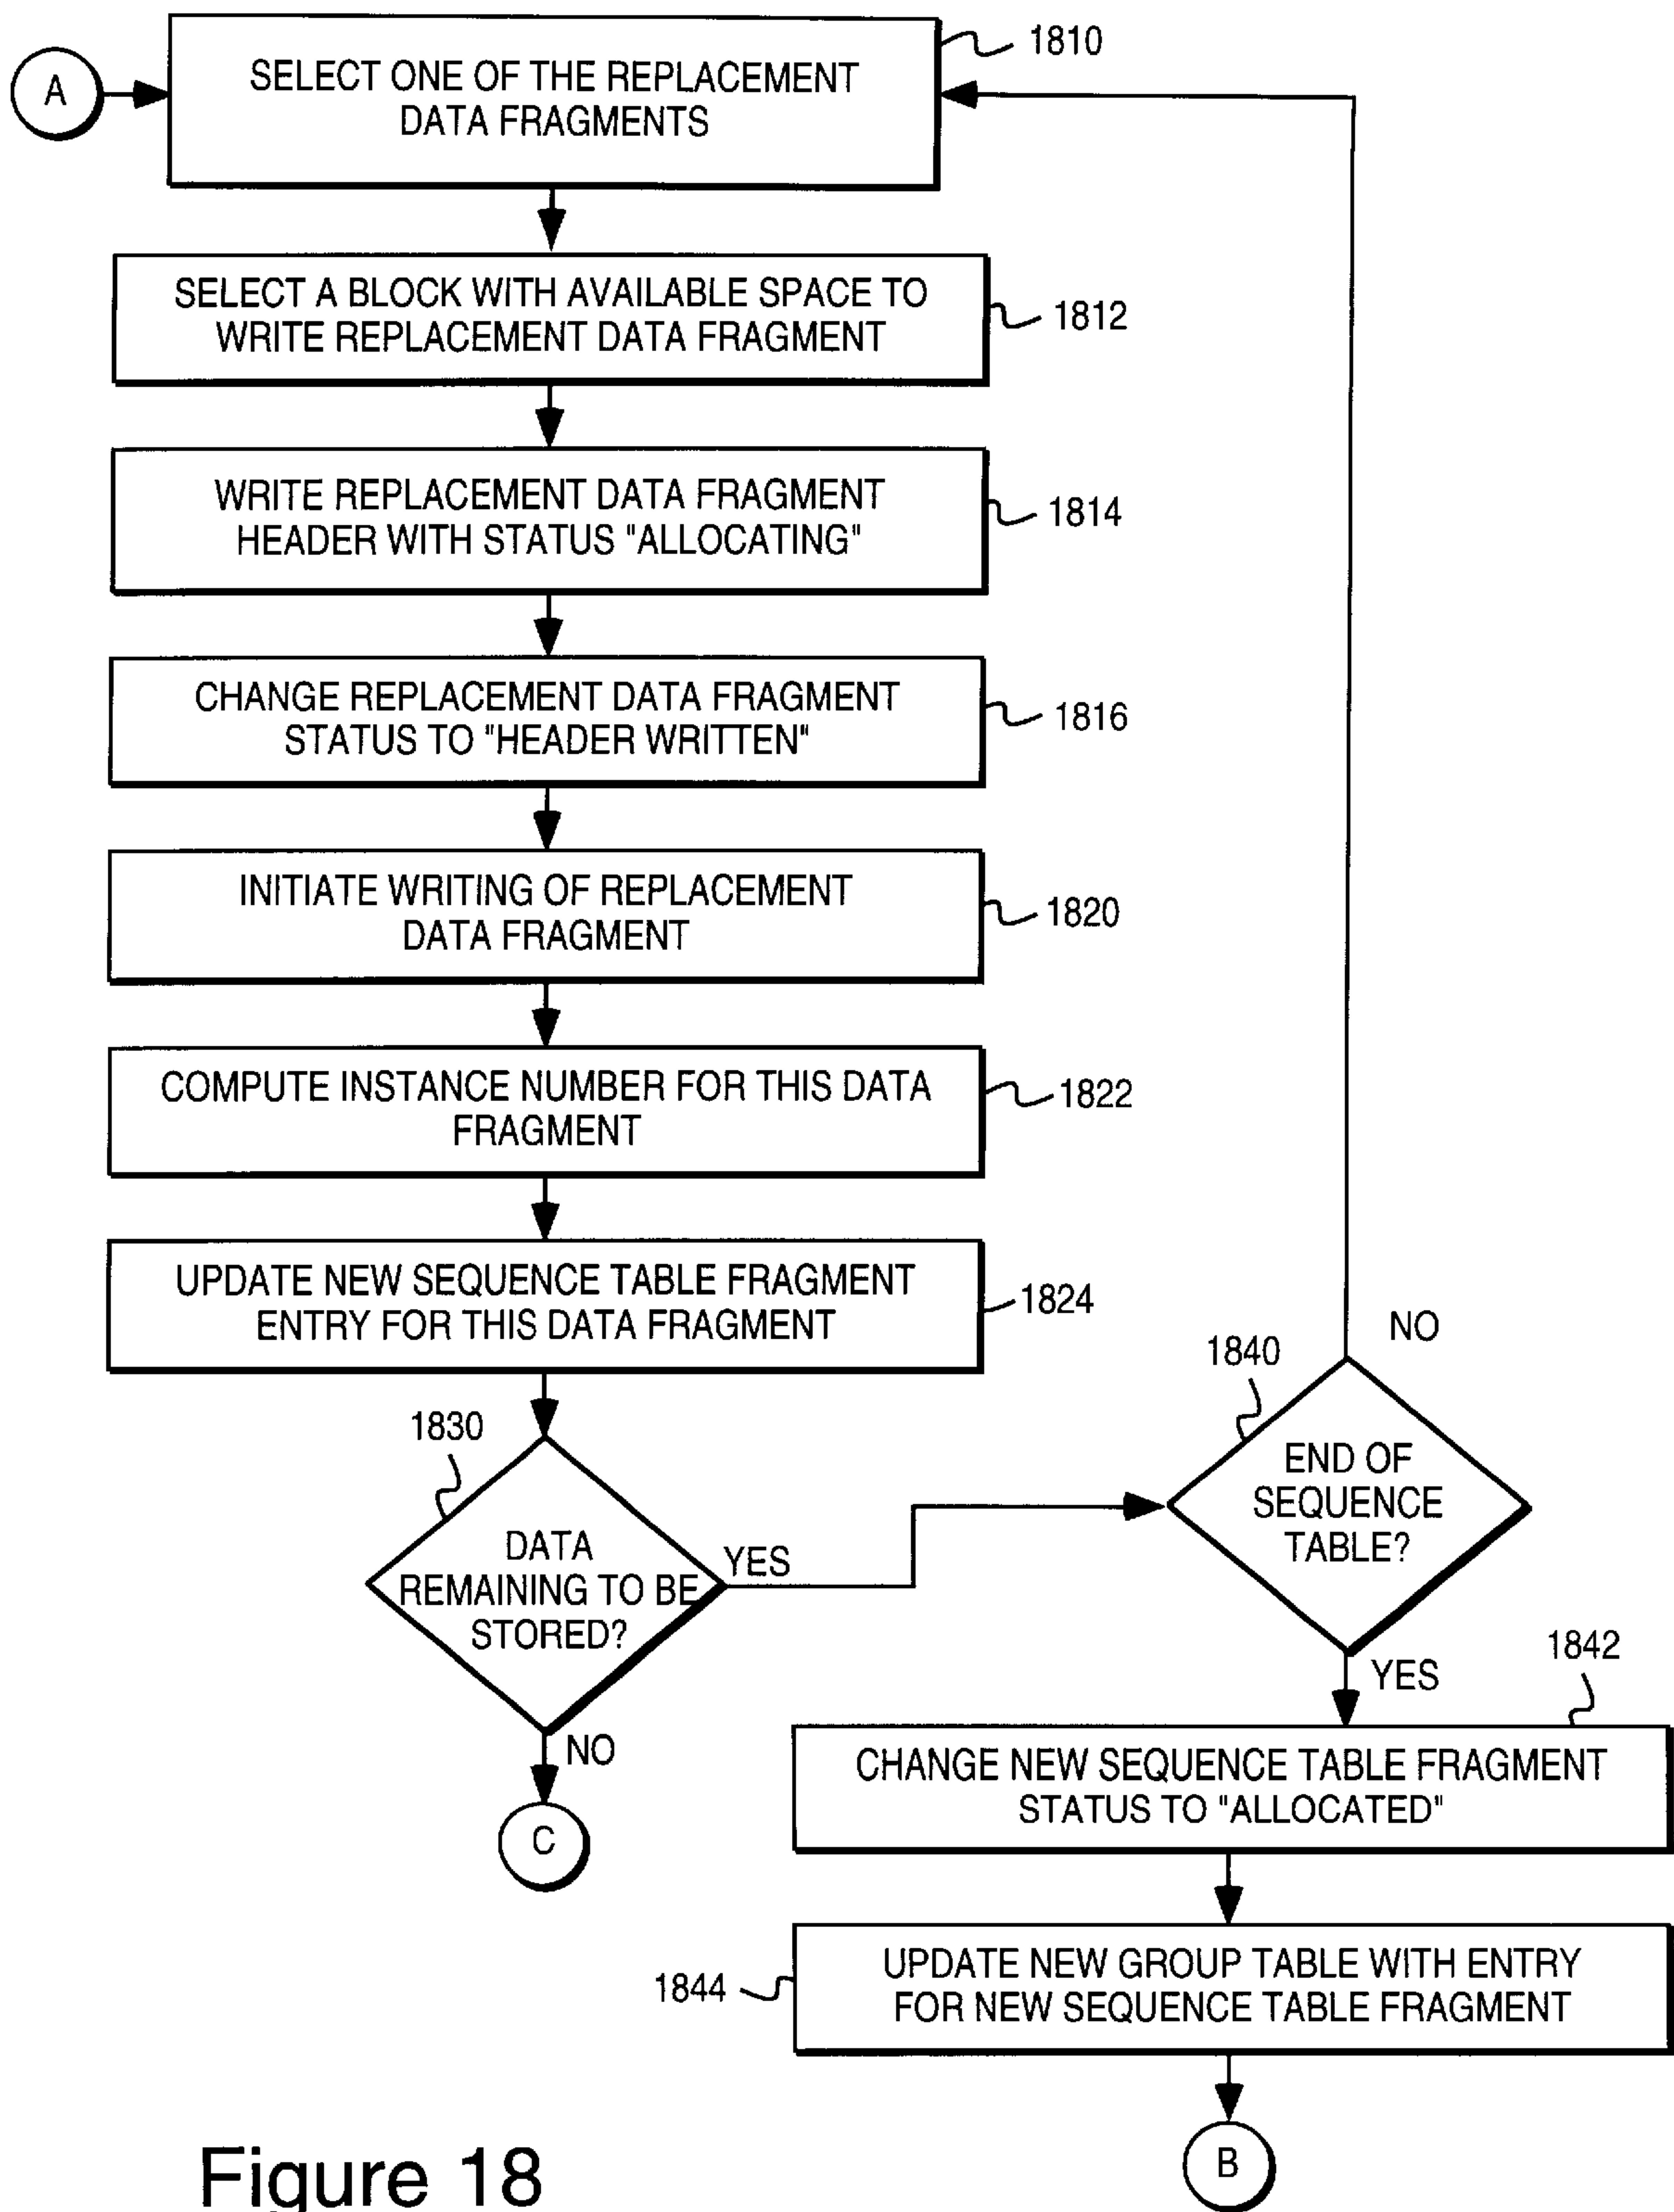 A
SELECT ONE OF THE REPLACEMENT
DATA FRAGMENTS
1810
SELECT A BLOCK WITH AVAILABLE SPACE TO
WRITE REPLACEMENT DATA FRAGMENT
1812
WRITE REPLACEMENT DATA FRAGMENT
HEADER WITH STATUS "ALLOCATING"
1814
CHANGE REPLACEMENT DATA FRAGMENT
STATUS TO "HEADER WRITTEN"
1816
INITIATE WRITING OF REPLACEMENT
DATA FRAGMENT
1820
COMPUTE INSTANCE NUMBER FOR THIS DATA
FRAGMENT
1822
UPDATE NEW SEQUENCE TABLE FRAGMENT
ENTRY FOR THIS DATA FRAGMENT
1824
1830
DATA
REMAINING TO BE
STORED?
YES
NO
C
1840
NO
END OF
SEQUENCE
TABLE?
YES
1842
CHANGE NEW SEQUENCE TABLE FRAGMENT
STATUS TO "ALLOCATED"
1844
UPDATE NEW GROUP TABLE WITH ENTRY
FOR NEW SEQUENCE TABLE FRAGMENT
B
Figure 18